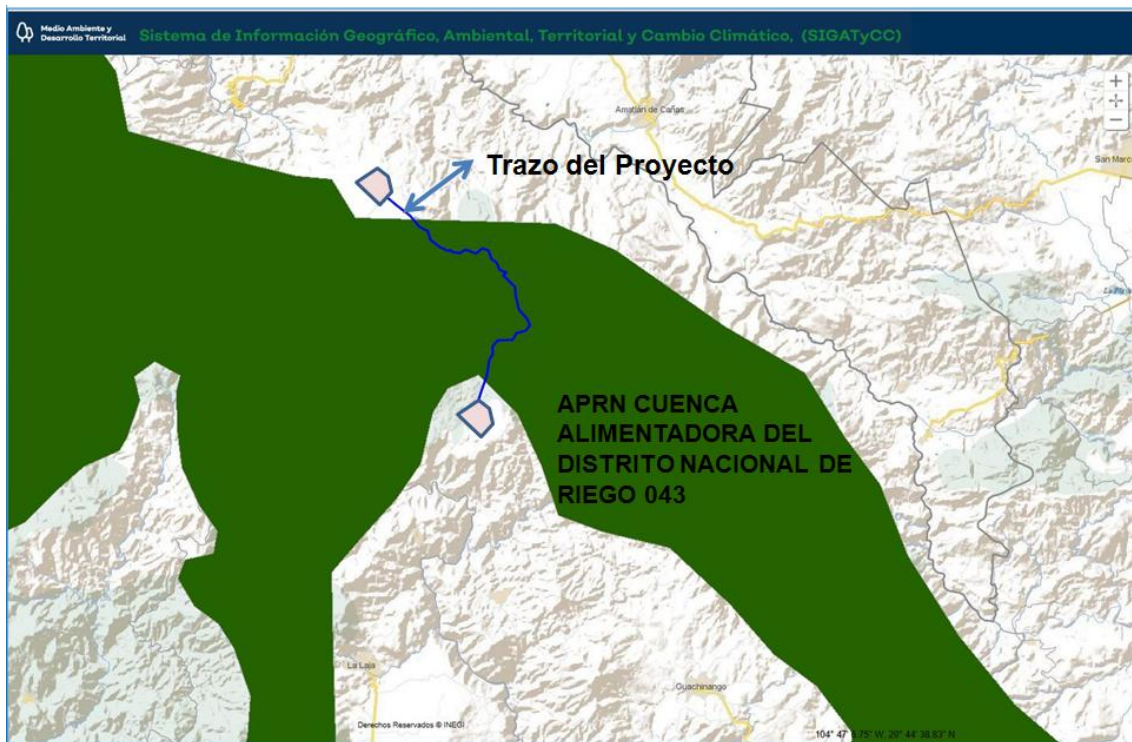 Medio Ambiente y
Desarrollo Territorial
Sistema de Información Geográfico, Ambiental, Territorial y Cambio Climático, (SIGATyCC)
Amatlán de Cañas
San Marc
Trazo del Proyecto
APRN CUENCA
ALIMENTADORA DEL
DISTRITO NACIONAL DE
RIEGO 043
La Laja
Guachinango
Derechos Reservados © INEGI